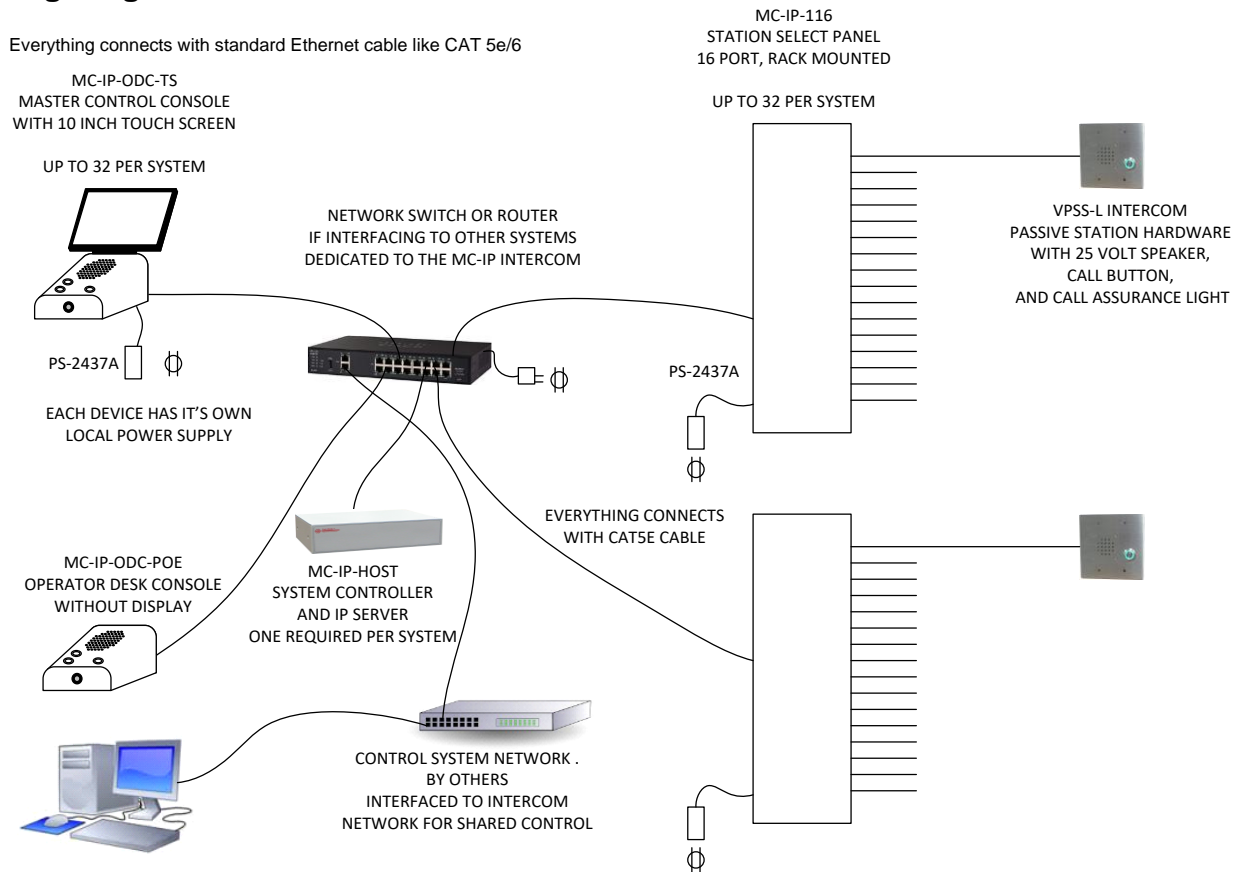 Everything connects with standard Ethernet cable like CAT 5e/6
MC-IP-ODC-TS
MASTER CONTROL CONSOLE
WITH 10 INCH TOUCH SCREEN
UP TO 32 PER SYSTEM
MC-IP-116
STATION SELECT PANEL
16 PORT, RACK MOUNTED
UP TO 32 PER SYSTEM
NETWORK SWITCH OR ROUTER
IF INTERFACING TO OTHER SYSTEMS
DEDICATED TO THE MC-IP INTERCOM
VPSS-L INTERCOM
PASSIVE STATION HARDWARE
WITH 25 VOLT SPEAKER,
CALL BUTTON,
AND CALL ASSURANCE LIGHT
PS-2437A
PS-2437A
EACH DEVICE HAS IT’S OWN
LOCAL POWER SUPPLY
EVERYTHING CONNECTS
WITH CAT5E CABLE
MC-IP-ODC-POE
OPERATOR DESK CONSOLE
WITHOUT DISPLAY
MC-IP-HOST
SYSTEM CONTROLLER
AND IP SERVER
ONE REQUIRED PER SYSTEM
CONTROL SYSTEM NETWORK .
BY OTHERS
INTERFACED TO INTERCOM
NETWORK FOR SHARED CONTROL